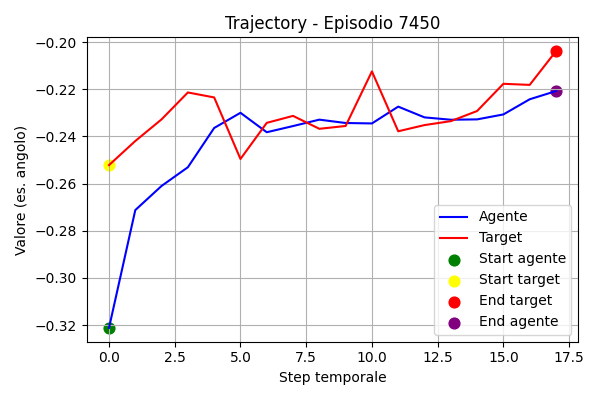 Trajectory - Episodio 7450
Valore (es. angolo)
−0.20
−0.22
−0.24
−0.26
−0.28
−0.30
−0.32
Agente
Target
Start agente
Start target
End target
End agente
0.0 2.5 5.0 7.5 10.0 12.5 15.0 17.5
Step temporale